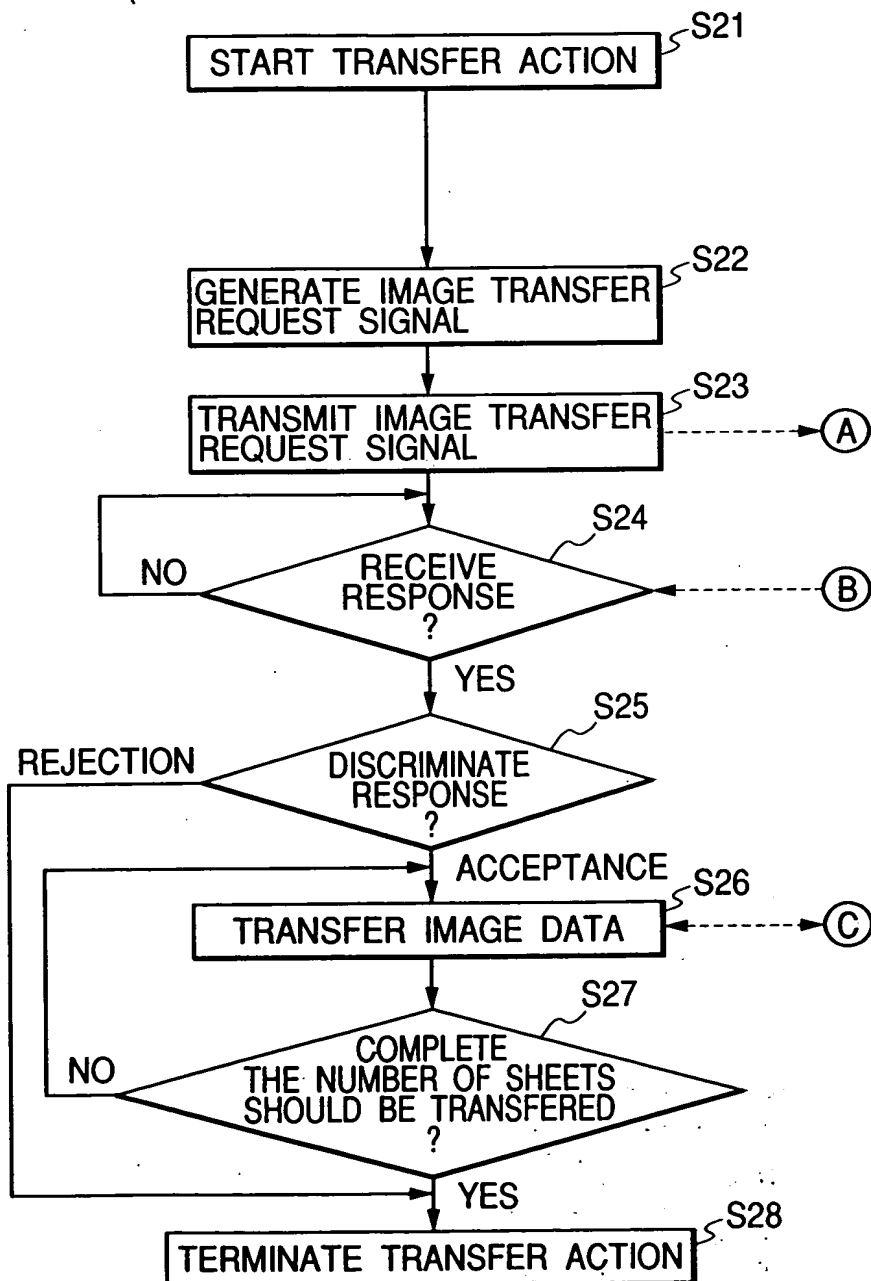 S21
START TRANSFER ACTION
S22
GENERATE IMAGE TRANSFER
REQUEST SIGNAL
S23
TRANSMIT IMAGE TRANSFER
REQUEST SIGNAL
A
S24
RECEIVE
RESPONSE
?
NO
B
YES
S25
REJECTION
DISCRIMINATE
RESPONSE
?
ACCEPTANCE
S26
TRANSFER IMAGE DATA
C
S27
COMPLETE
THE NUMBER OF SHEETS
SHOULD BE TRANSFERED
?
NO
YES
S28
TERMINATE TRANSFER ACTION